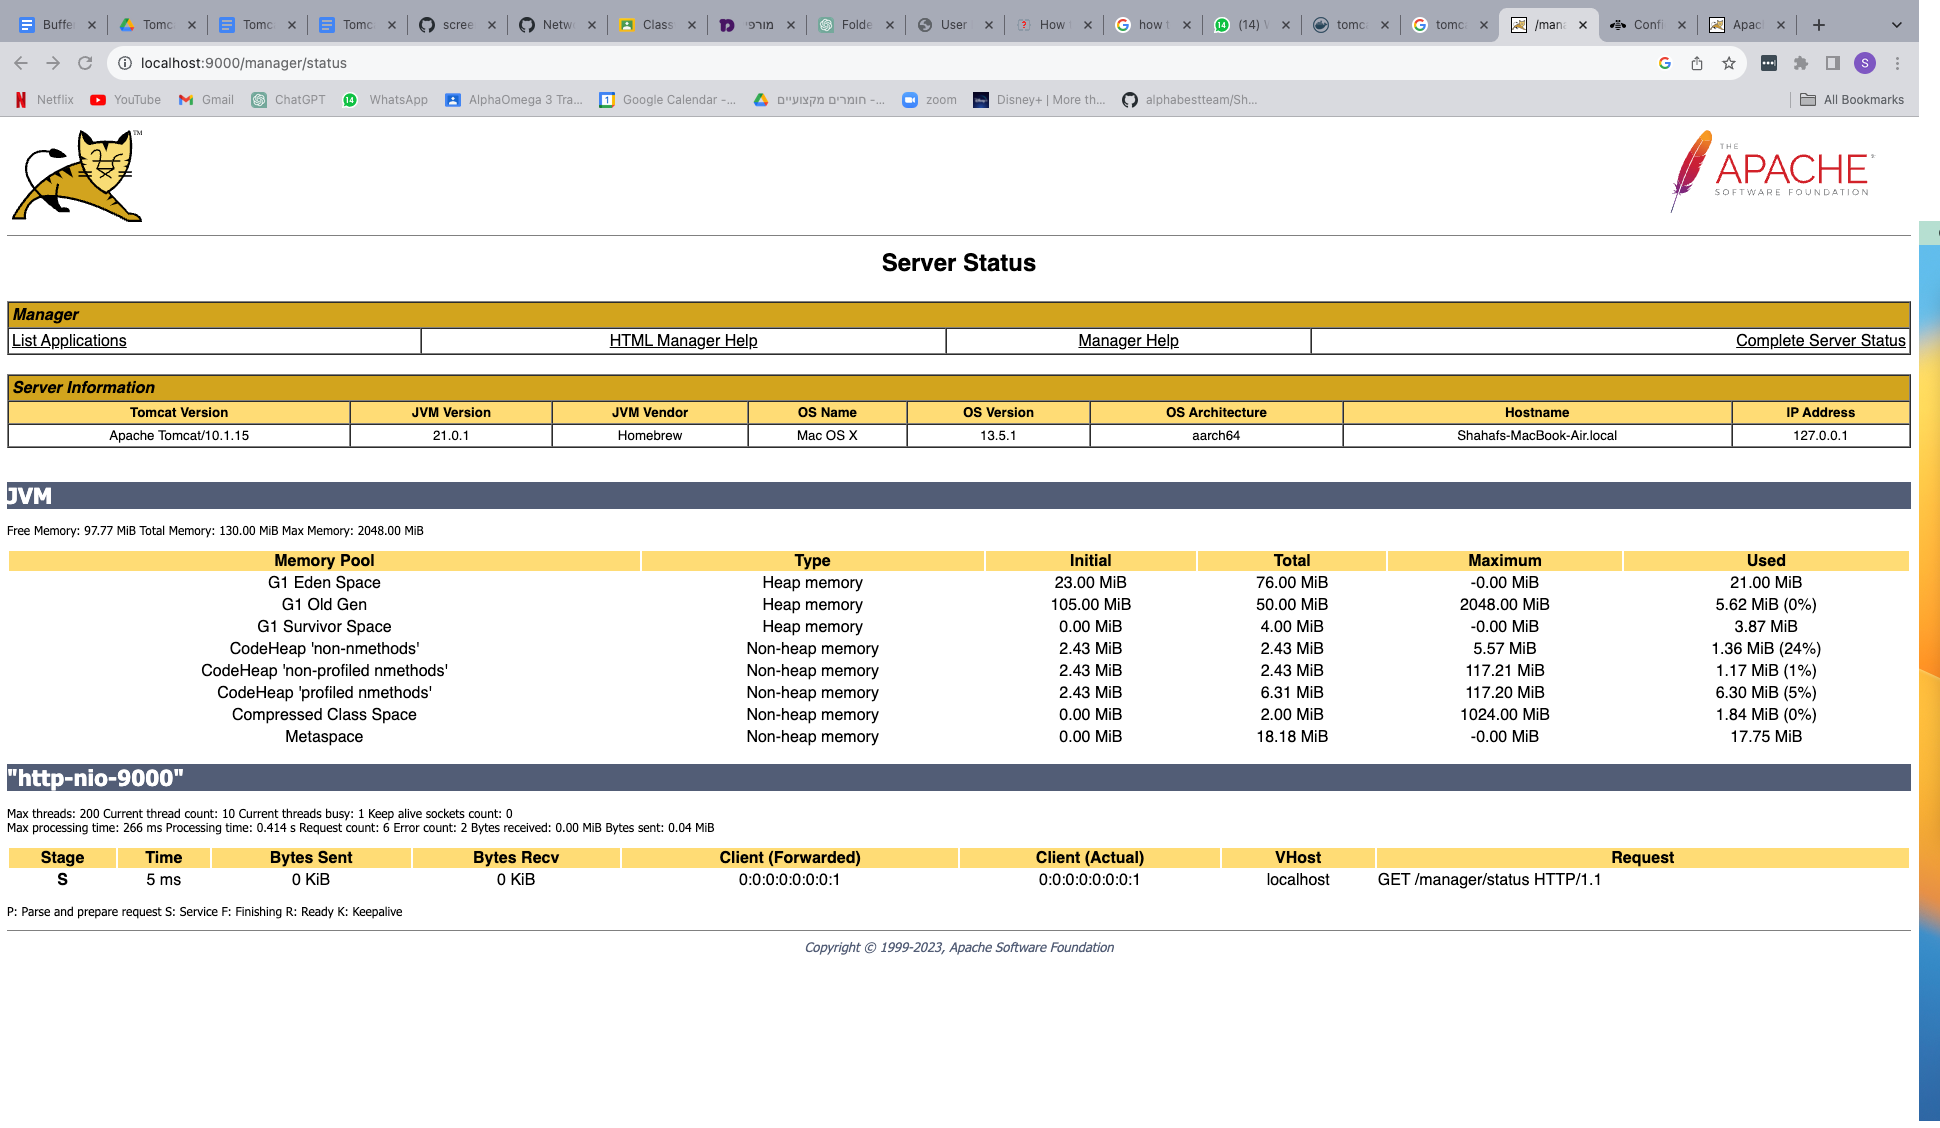 Buffe Tomc Tomc Tomc scree Netw Class מורפי Folde User How how t (14) W tomc tomc /mana Confi Apac
localhost:9000/manager/status
Netflix YouTube Gmail ChatGPT WhatsApp AlphaOmega 3 Tra... Google Calendar -... חומרים מקצועיים -... zoom Disney+ | More th... alphabestteam/Sh... All Bookmarks
TM
THE
APACHE
SOFTWARE FOUNDATION
Server Status
Manager
List Applications HTML Manager Help Manager Help Complete Server Status
Server Information
Tomcat Version JVM Version JVM Vendor OS Name OS Version OS Architecture Hostname IP Address
Apache Tomcat/10.1.15 21.0.1 Homebrew Mac OS X 13.5.1 aarch64 Shahafs-MacBook-Air.local 127.0.0.1
JVM
Free Memory: 97.77 MiB Total Memory: 130.00 MiB Max Memory: 2048.00 MiB
Memory Pool Type Initial Total Maximum Used
G1 Eden Space Heap memory 23.00 MiB 76.00 MiB -0.00 MiB 21.00 MiB
G1 Old Gen Heap memory 105.00 MiB 50.00 MiB 2048.00 MiB 5.62 MiB (0%)
G1 Survivor Space Heap memory 0.00 MiB 4.00 MiB -0.00 MiB 3.87 MiB
CodeHeap 'non-nmethods' Non-heap memory 2.43 MiB 2.43 MiB 5.57 MiB 1.36 MiB (24%)
CodeHeap 'non-profiled nmethods' Non-heap memory 2.43 MiB 2.43 MiB 117.21 MiB 1.17 MiB (1%)
CodeHeap 'profiled nmethods' Non-heap memory 2.43 MiB 6.31 MiB 117.20 MiB 6.30 MiB (5%)
Compressed Class Space Non-heap memory 0.00 MiB 2.00 MiB 1024.00 MiB 1.84 MiB (0%)
Metaspace Non-heap memory 0.00 MiB 18.18 MiB -0.00 MiB 17.75 MiB
"http-nio-9000"
Max threads: 200 Current thread count: 10 Current threads busy: 1 Keep alive sockets count: 0
Max processing time: 266 ms Processing time: 0.414 s Request count: 6 Error count: 2 Bytes received: 0.00 MiB Bytes sent: 0.04 MiB
Stage Time Bytes Sent Bytes Recv Client (Forwarded) Client (Actual) VHost Request
S 5 ms 0 KiB 0 KiB 0:0:0:0:0:0:0:1 0:0:0:0:0:0:0:1 localhost GET /manager/status HTTP/1.1
P: Parse and prepare request S: Service F: Finishing R: Ready K: Keepalive
Copyright © 1999-2023, Apache Software Foundation